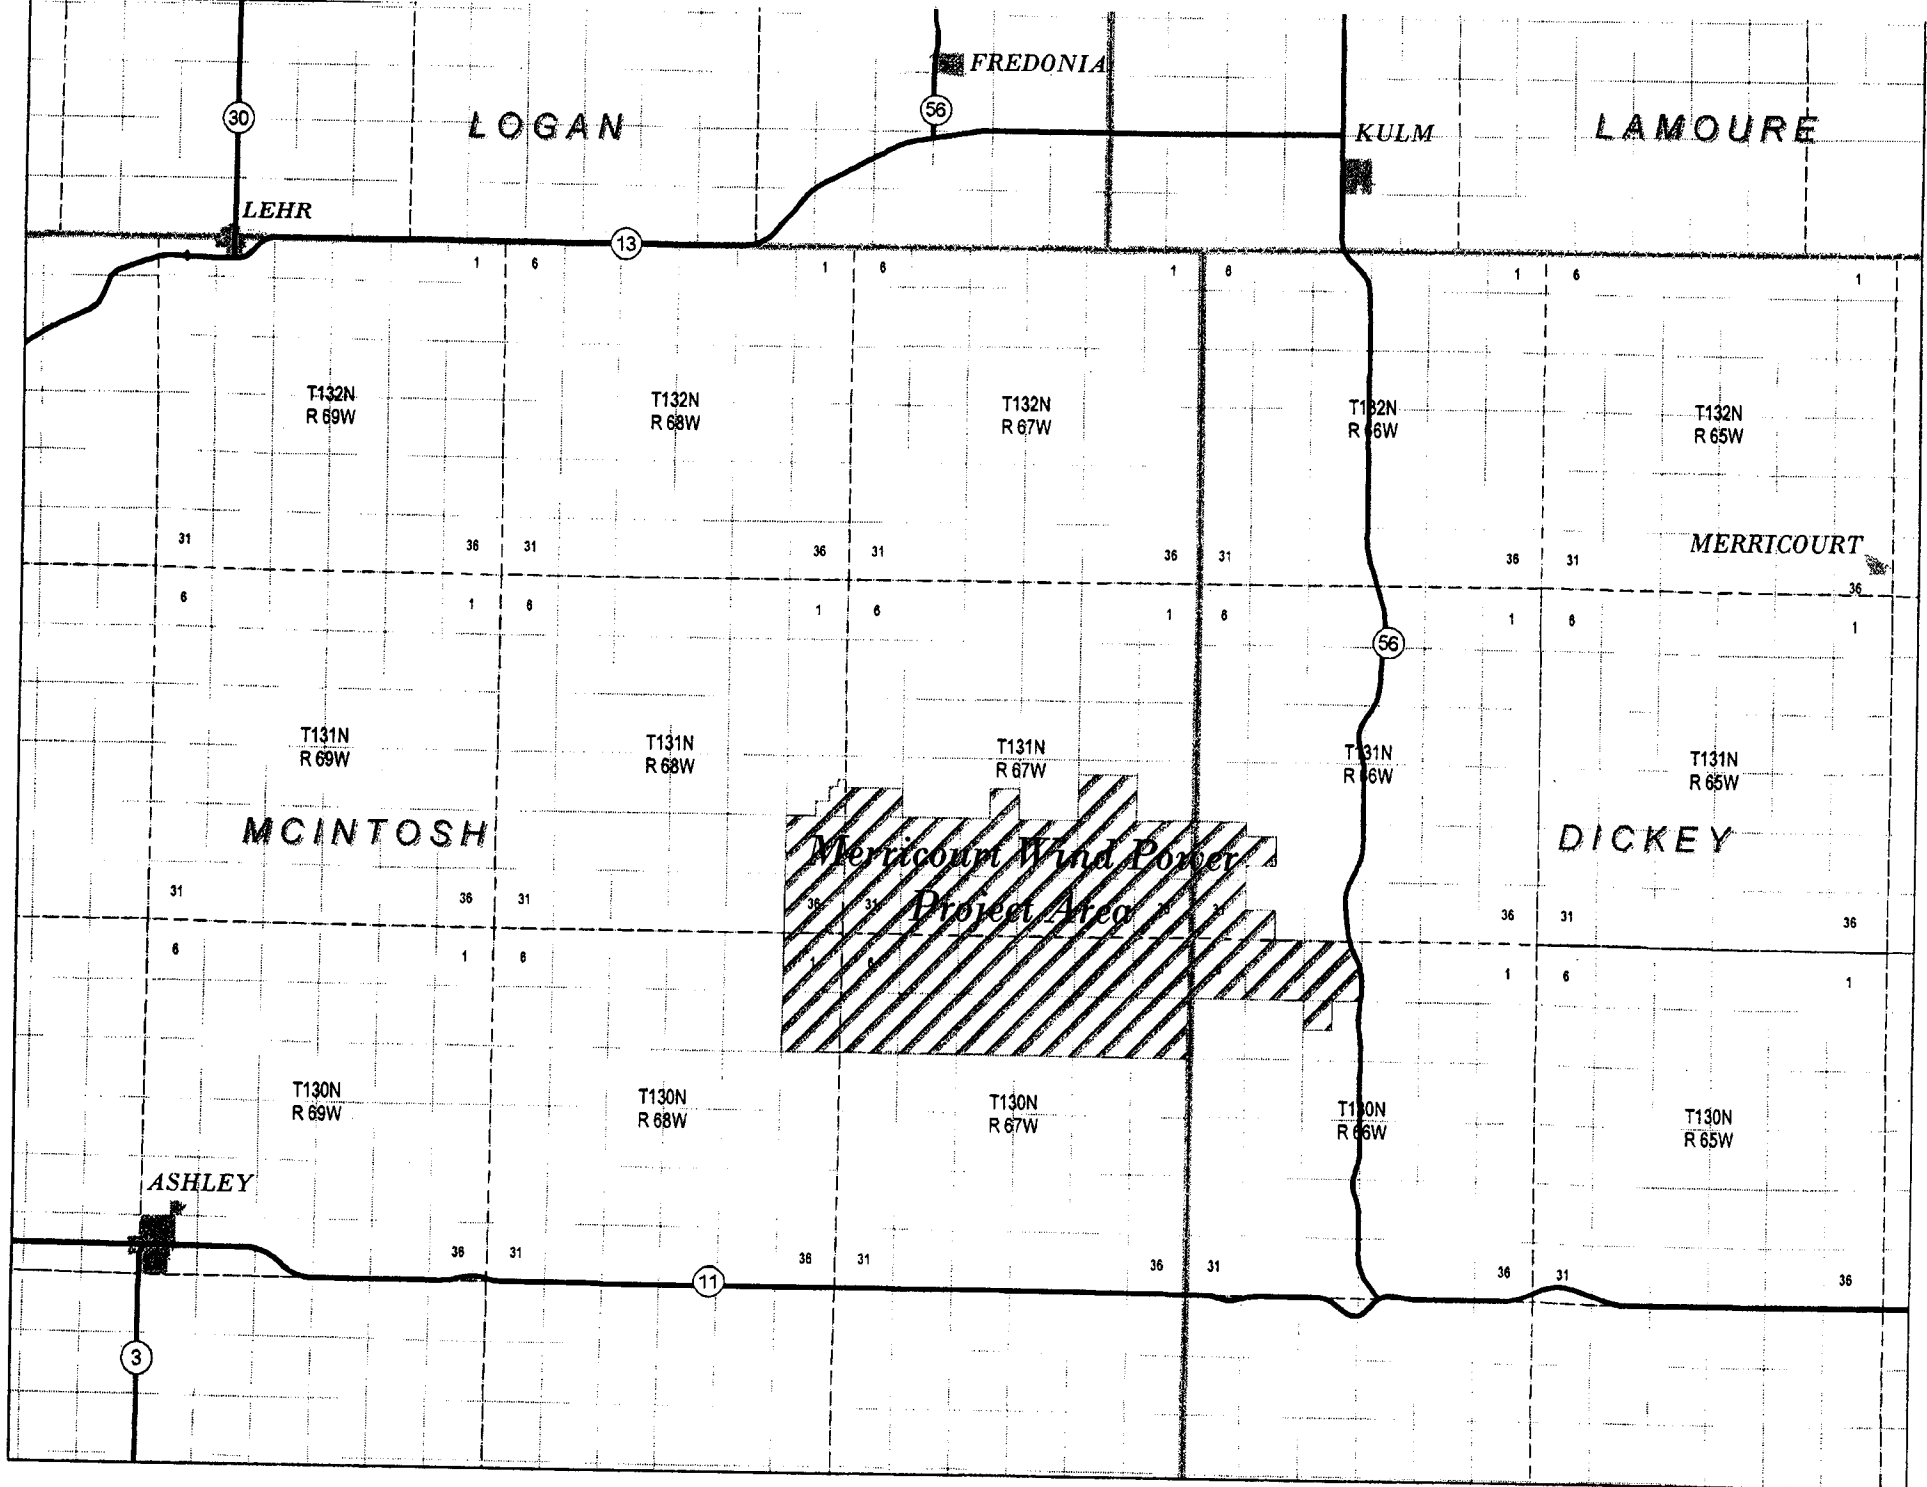 FREDONIA
30
LOGAN
56
KULM
LAMOURE
LEHR
13
1 6 1 6 1 6 1 6 1
T132N
R 69W
T132N
R 68W
T132N
R 67W
T132N
R 66W
T132N
R 65W
31 36 31 36 31 36 31 36 31
MERRICOURT
36
6 1 6 1 6 1 6 1 6 1
56
T131N
R 69W
T131N
R 68W
T131N
R 67W
T131N
R 66W
T131N
R 65W
MCINTOSH
DICKEY
Merricourt Wind Power
Project Area
31 36 31 36 31 36 31 36
6 1 6 1 6 1 6 1
T130N
R 69W
T130N
R 68W
T130N
R 67W
T130N
R 66W
T130N
R 65W
ASHLEY
36 31 36 31 36 31 36 31 36
11
3